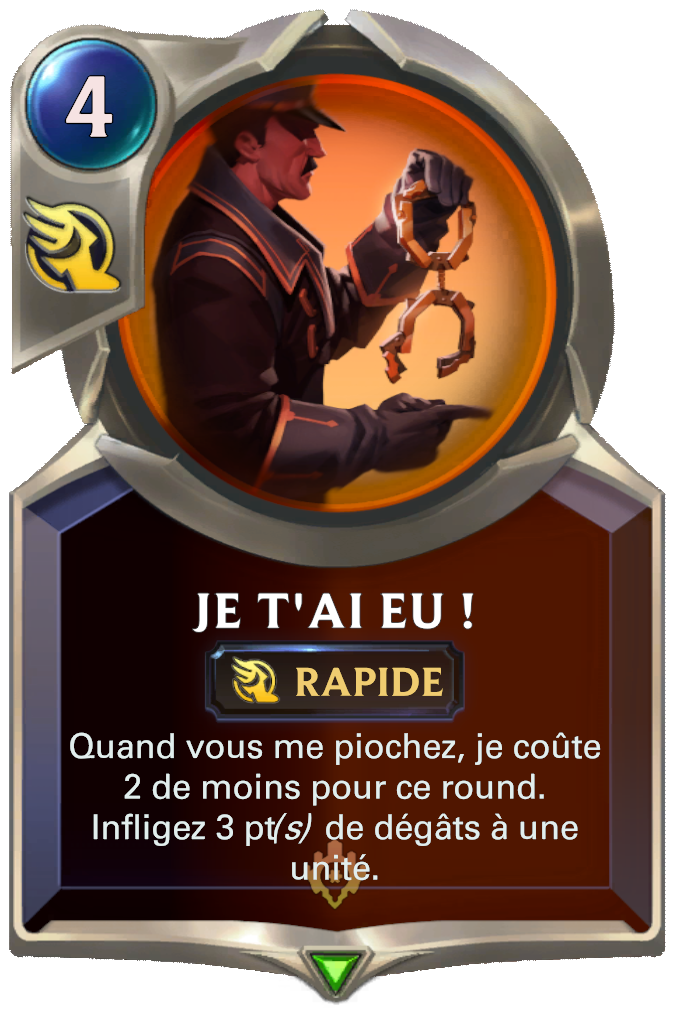 4
JE T'AI EU !
RAPIDE
Quand vous me piochez, je coûte
2 de moins pour ce round.
Infligez 3 pt(s) de dégâts à une
unité.